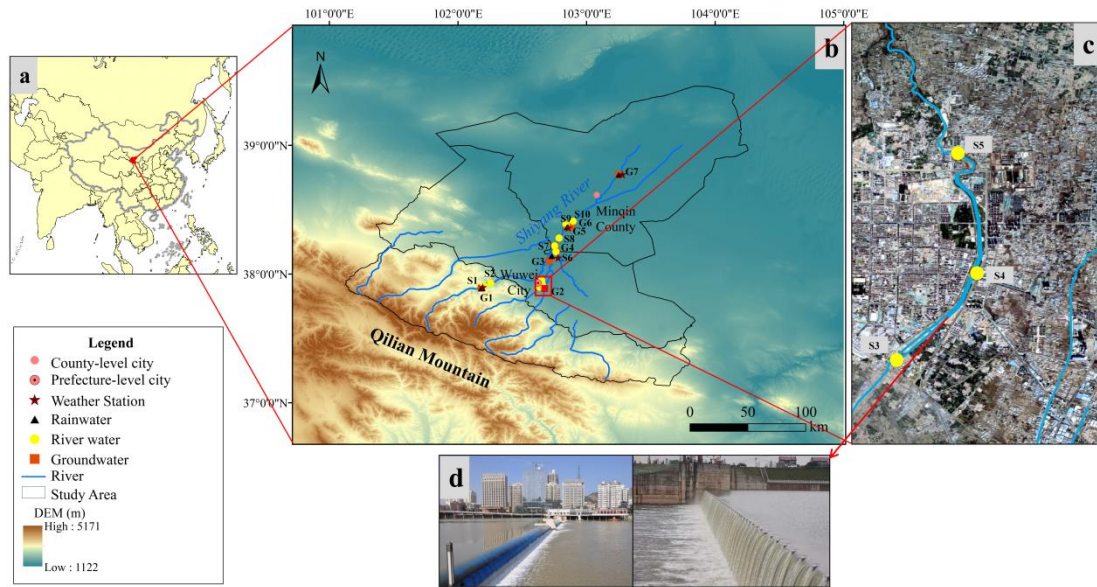 a
Legend
County-level city
Prefecture-level city
Weather Station
Rainwater
River water
Groundwater
River
Study Area
DEM (m)
High : 5171
Low : 1122
101°0'0"E
102°0'0"E
103°0'0"E
104°0'0"E
105°0'0"E
39°0'0"N
38°0'0"N
37°0'0"N
N
b
Shiyang River
G7
Minqin
County
S10
S9
G6
G5
S8
S7
G4
S6
G3
Wuwei
City
G2
S2
S1
G1
Qilian Mountain
0 50 100
km
c
S5
S4
S3
d